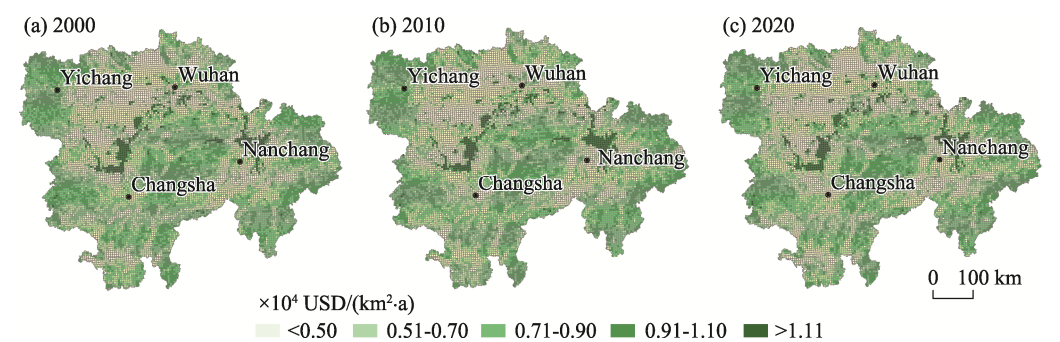 (a) 2000
(b) 2010
(c) 2020
Yichang
Wuhan
Nanchang
Changsha
Yichang
Wuhan
Nanchang
Changsha
Yichang
Wuhan
Nanchang
Changsha
0 100 km
×10⁴ USD/(km²·a)
<0.50 0.51-0.70 0.71-0.90 0.91-1.10 >1.11